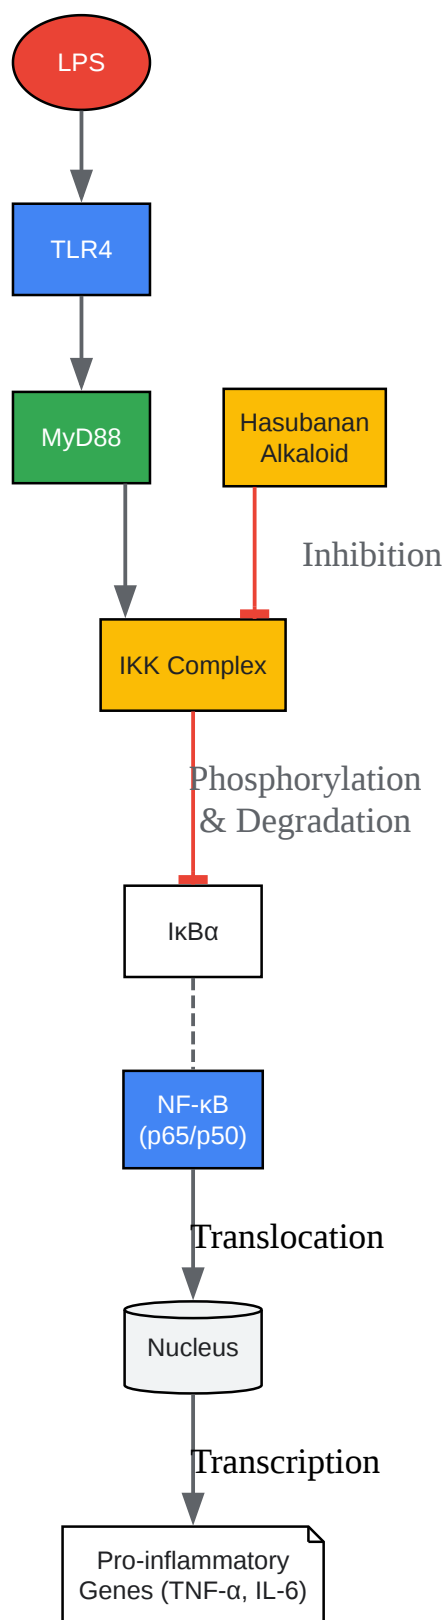 LPS
TLR4
MyD88
Hasubanan
Alkaloid
Inhibition
IKK Complex
Phosphorylation
& Degradation
IκBα
NF-κB
(p65/p50)
Translocation
Nucleus
Transcription
Pro-inflammatory
Genes (TNF-α, IL-6)